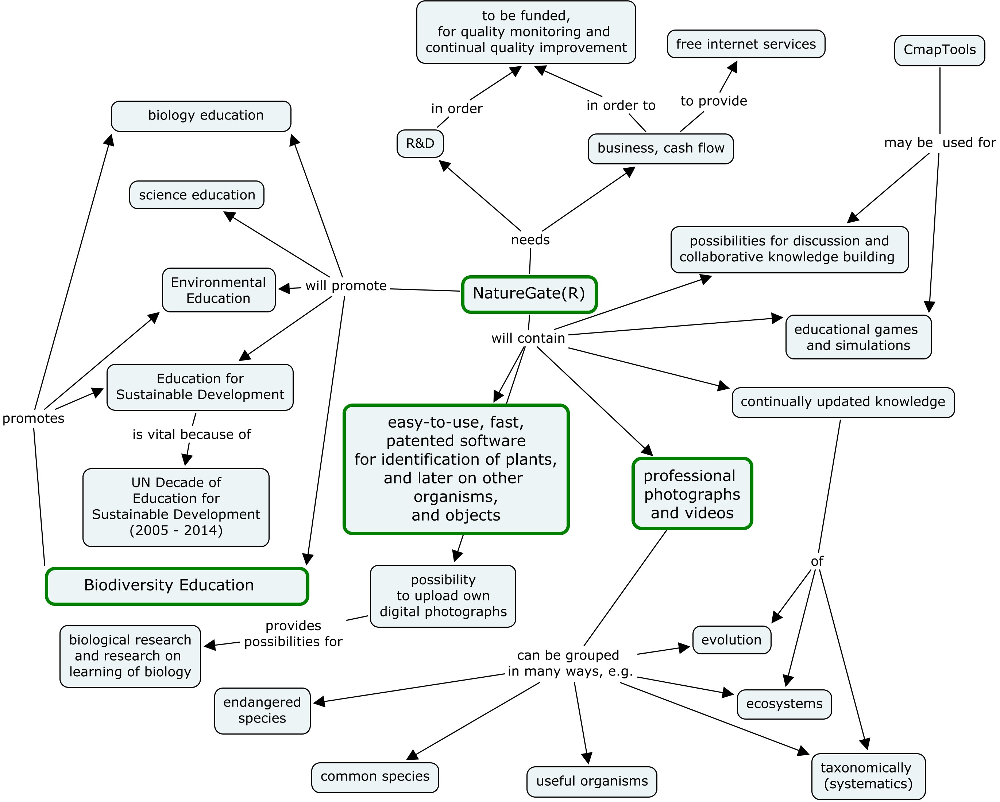 to be funded,
for quality monitoring and
continual quality improvement
free internet services
CmapTools
biology education
in order
in order to
to provide
R&D
business, cash flow
may be  used for
science education
needs
possibilities for discussion and
collaborative knowledge building
Environmental
Education
will promote
NatureGate(R)
will contain
educational games
and simulations
Education for
Sustainable Development
continually updated knowledge
promotes
is vital because of
easy-to-use, fast,
patented software
for identification of plants,
and later on other
organisms,
and objects
professional
photographs
and videos
UN Decade of
Education for
Sustainable Development
(2005 - 2014)
of
Biodiversity Education
possibility
to upload own
digital photographs
provides
possibilities for
biological research
and research on
learning of biology
evolution
can be grouped
in many ways, e.g.
endangered
species
ecosystems
common species
useful organisms
taxonomically
(systematics)